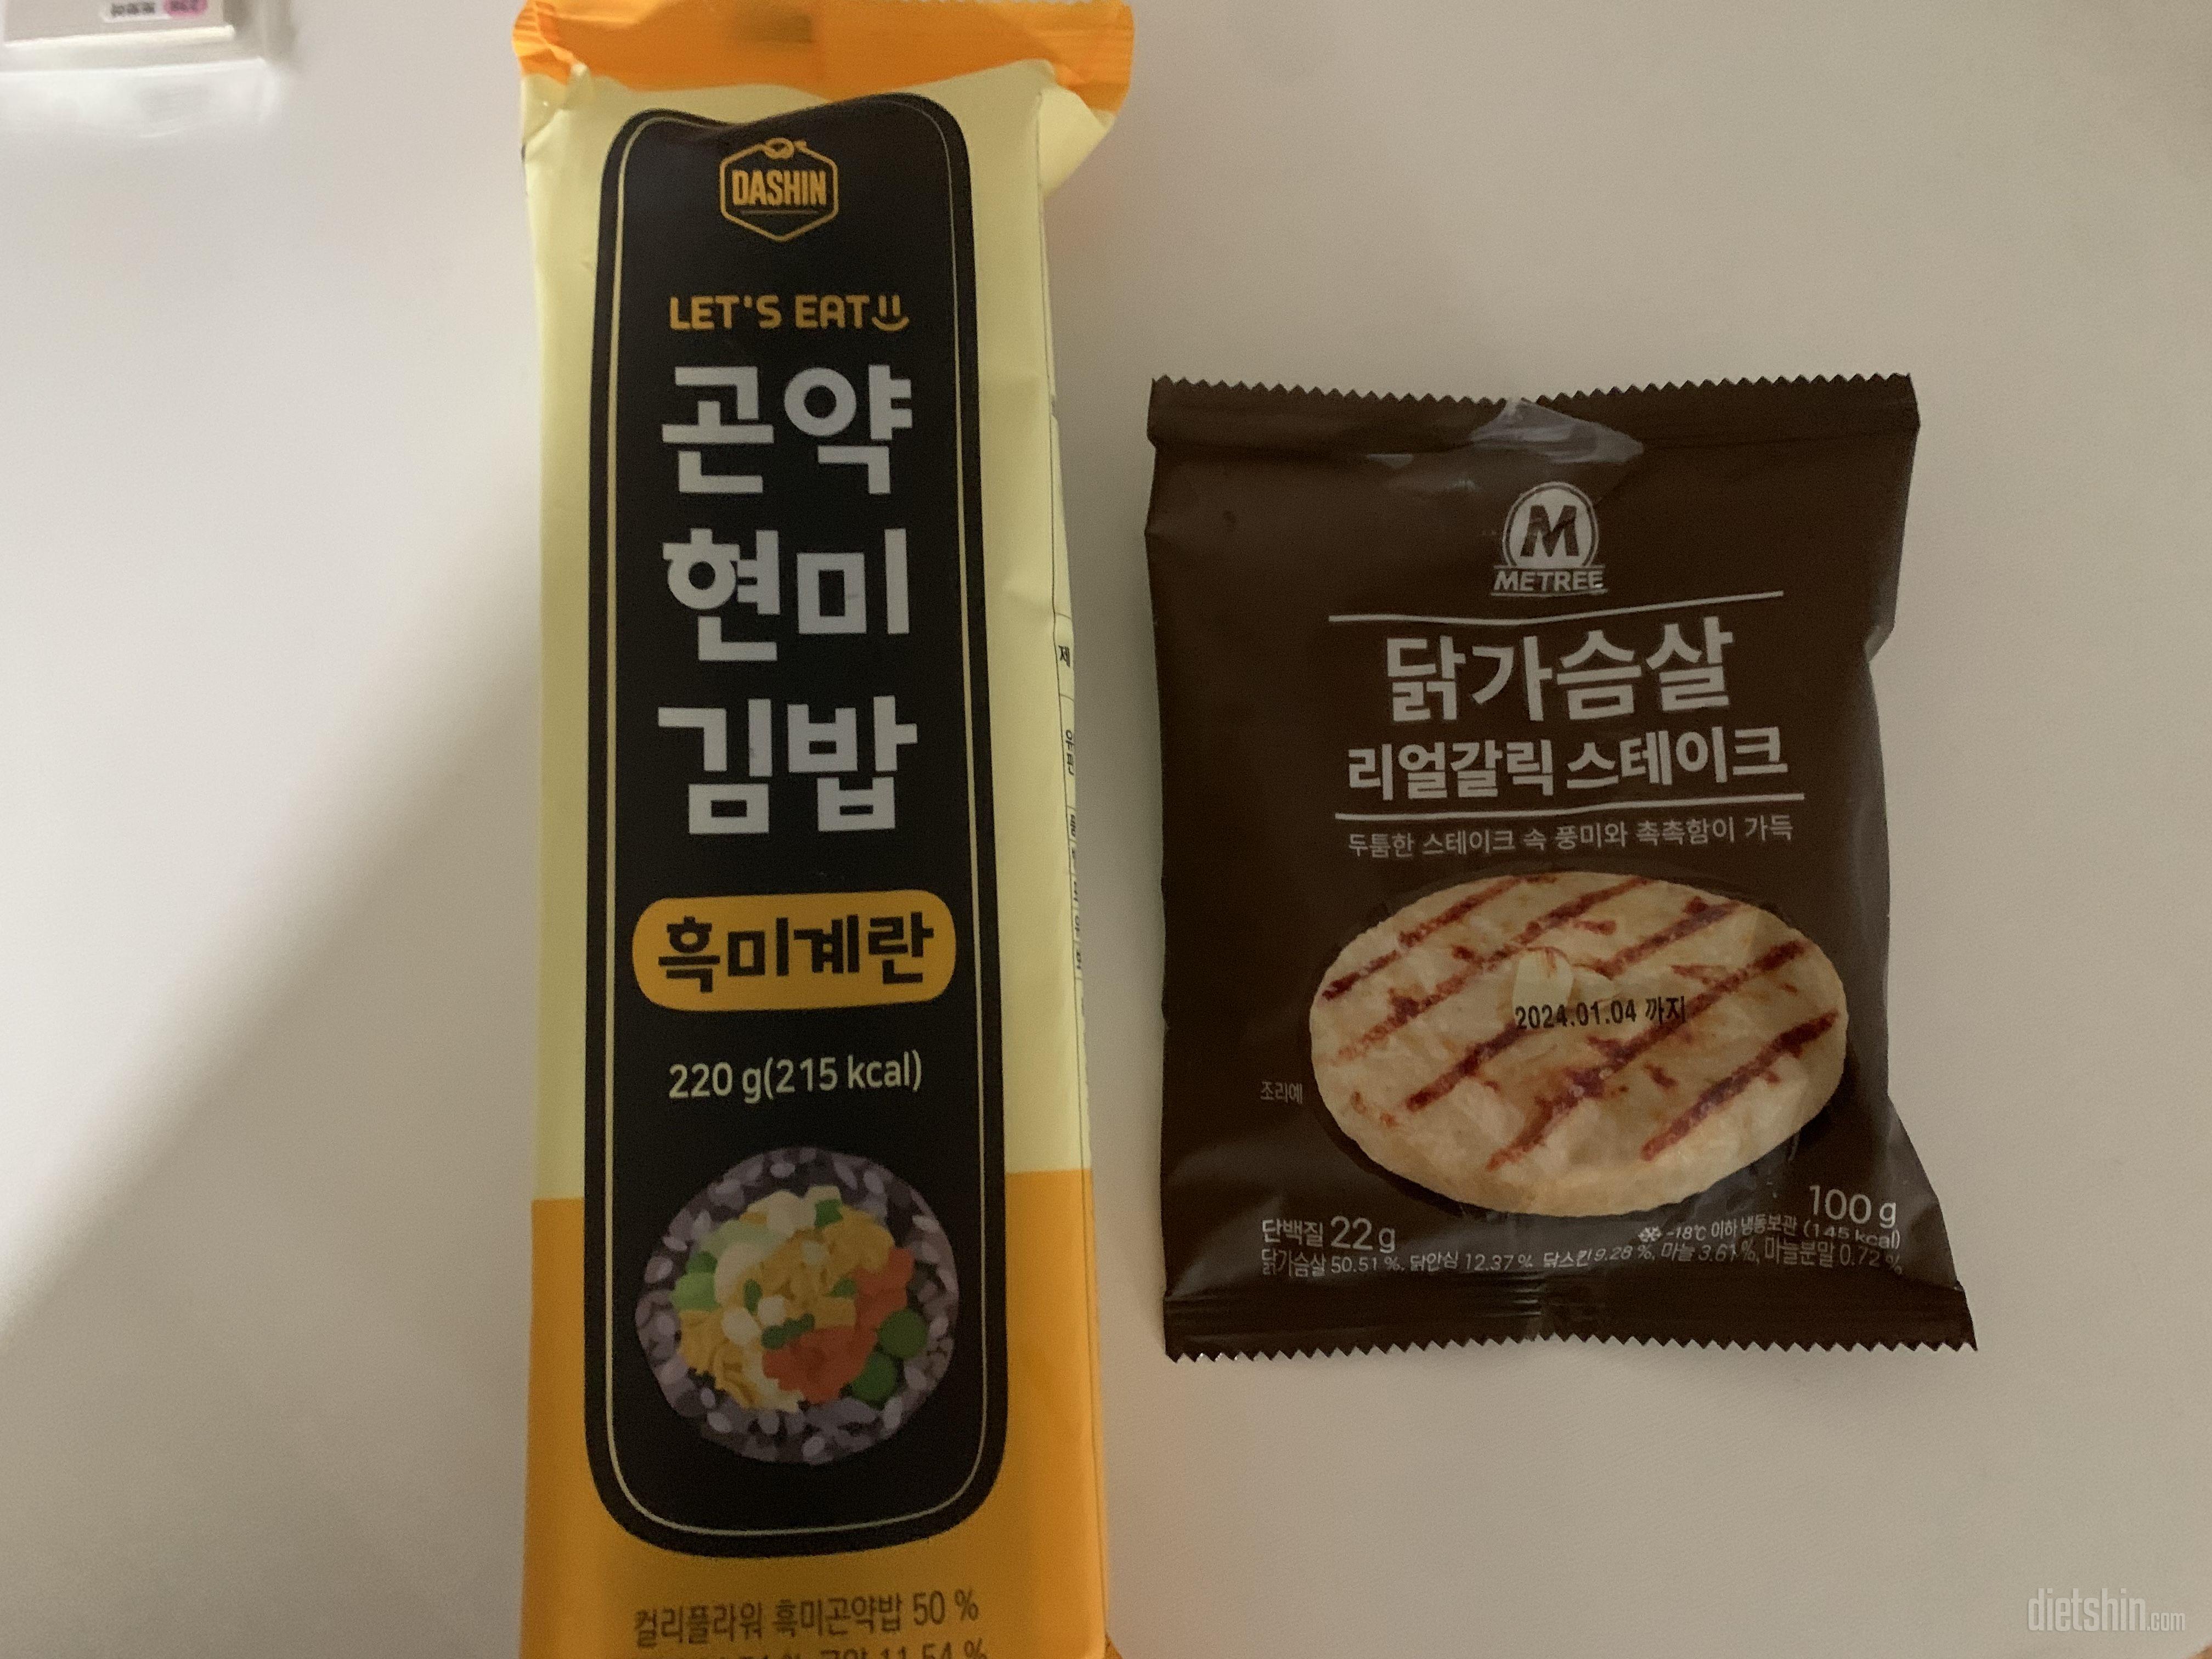 DASHIN
LET'S EAT
곤약
현미
김밥
흑미계란
220 g(215 kcal)
컬리플라워 흑미곤약밥 50 %
11.54 %
제
M
METREE
닭가슴살
리얼갈릭 스테이크
두툼한 스테이크 속 풍미와 촉촉함이 가득
2024.01.04 까지
조리예
100 g
단백질 22 g
-18℃ 이하 냉동보관 (145 kcal)
닭가슴살 50.51 %, 닭안심 12.37 %, 닭스킨 9.28 %, 마늘 3.61 %, 마늘분말 0.72 %
dietshin.com